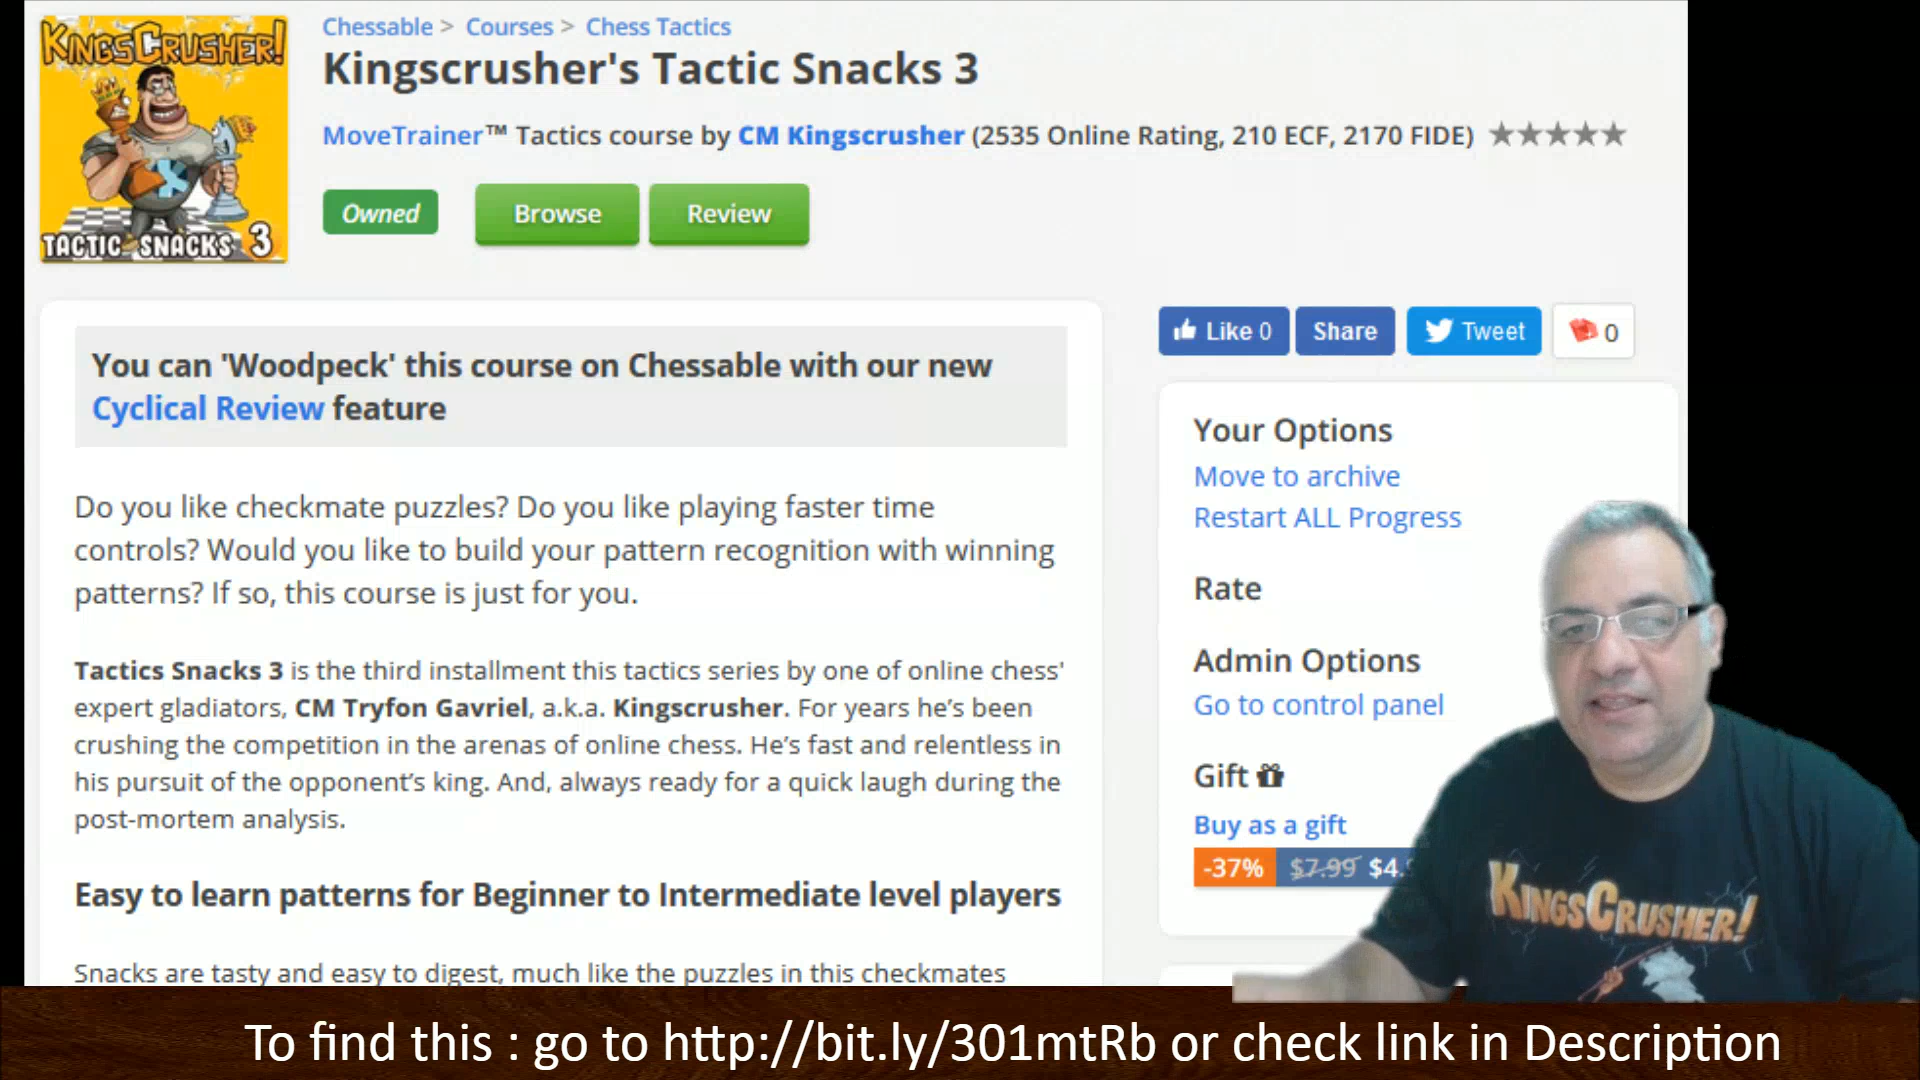 KINGSCRUSHER!
TACTIC SNACKS 3
Chessable > Courses > Chess Tactics
Kingscrusher's Tactic Snacks 3
MoveTrainer™ Tactics course by CM Kingscrusher (2535 Online Rating, 210 ECF, 2170 FIDE)
Owned
Browse
Review
You can 'Woodpeck' this course on Chessable with our new
Cyclical Review feature
Do you like checkmate puzzles? Do you like playing faster time
controls? Would you like to build your pattern recognition with winning
patterns? If so, this course is just for you.
Tactics Snacks 3 is the third installment this tactics series by one of online chess'
expert gladiators, CM Tryfon Gavriel, a.k.a. Kingscrusher. For years he’s been
crushing the competition in the arenas of online chess. He’s fast and relentless in
his pursuit of the opponent’s king. And, always ready for a quick laugh during the
post-mortem analysis.
Easy to learn patterns for Beginner to Intermediate level players
Snacks are tasty and easy to digest, much like the puzzles in this checkmates
Like 0
Share
Tweet
0
Your Options
Move to archive
Restart ALL Progress
Rate
Admin Options
Go to control panel
Gift
Buy as a gift
-37% $7.99 $4.
KINGSCRUSHER!
To find this : go to http://bit.ly/301mtRb or check link in Description